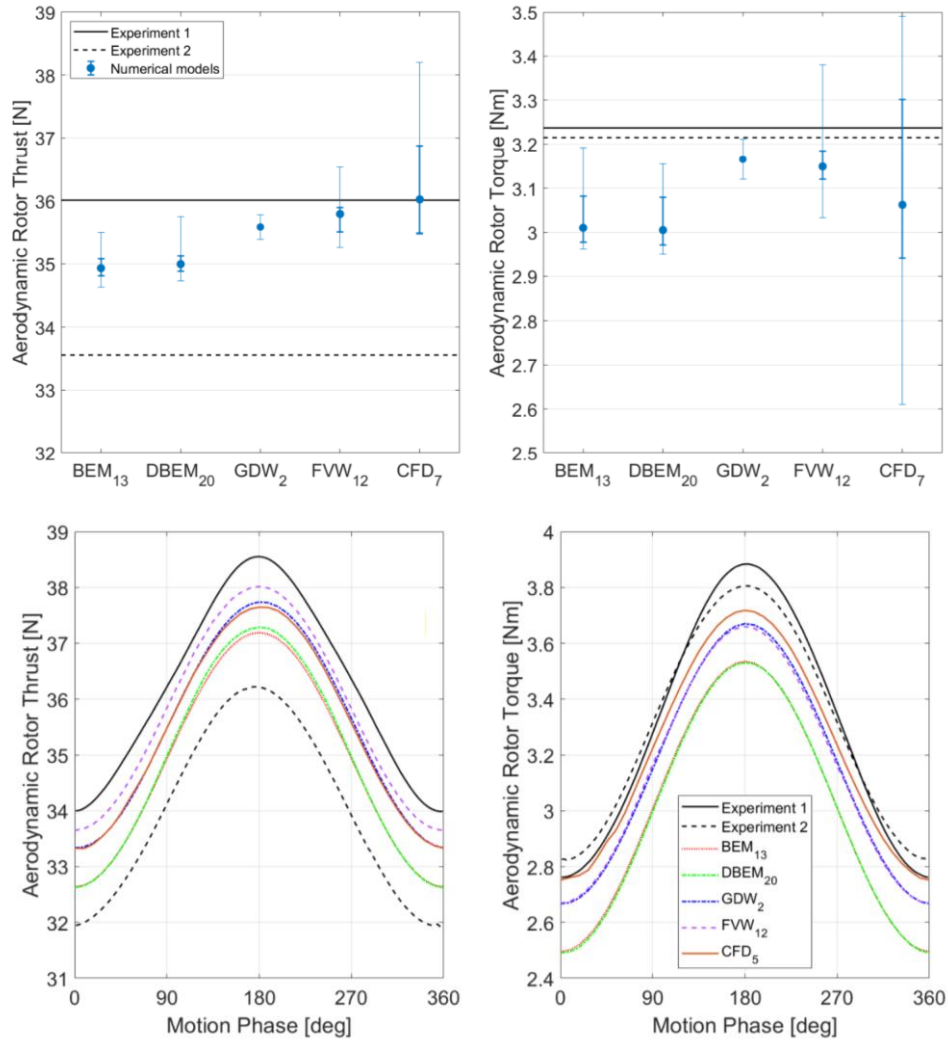 39
38
37
36
35
34
33
32
Aerodynamic Rotor Thrust [N]
Experiment 1
Experiment 2
Numerical models
BEM₁₃ DBEM₂₀ GDW₂ FVW₁₂ CFD₇
3.5
3.4
3.3
3.2
3.1
3
2.9
2.8
2.7
2.6
2.5
Aerodynamic Rotor Torque [Nm]
BEM₁₃ DBEM₂₀ GDW₂ FVW₁₂ CFD₇
39
38
37
36
35
34
33
32
31
Aerodynamic Rotor Thrust [N]
0 90 180 270 360
Motion Phase [deg]
4
3.8
3.6
3.4
3.2
3
2.8
2.6
2.4
Aerodynamic Rotor Torque [Nm]
Experiment 1
Experiment 2
BEM₁₃
DBEM₂₀
GDW₂
FVW₁₂
CFD₅
0 90 180 270 360
Motion Phase [deg]